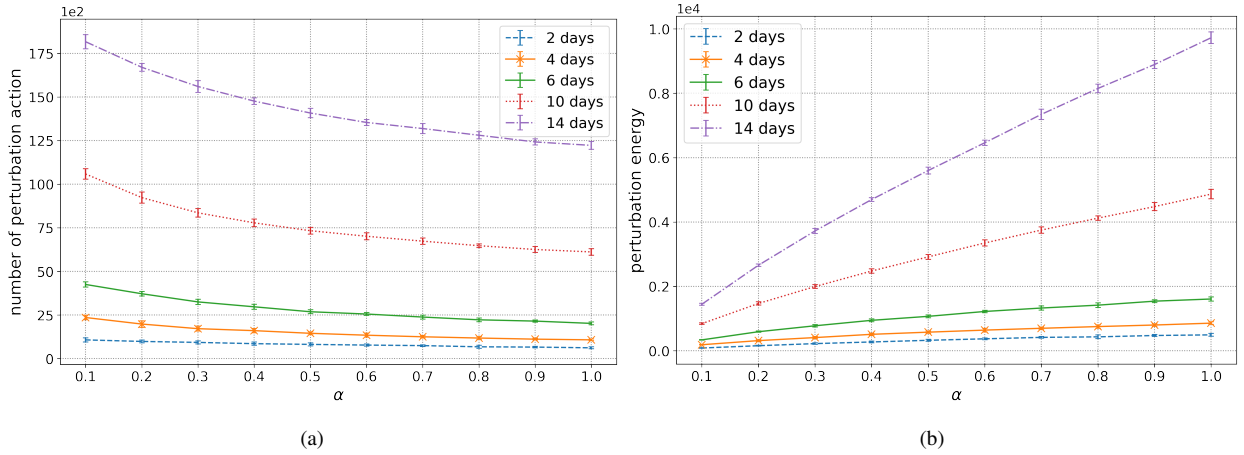 1e2
175
150
125
100
75
50
25
0
number of perturbation action
0.1 0.2 0.3 0.4 0.5 0.6 0.7 0.8 0.9 1.0
α
2 days
4 days
6 days
10 days
14 days
(a)
1e4
1.0
0.8
0.6
0.4
0.2
0.0
perturbation energy
0.1 0.2 0.3 0.4 0.5 0.6 0.7 0.8 0.9 1.0
α
2 days
4 days
6 days
10 days
14 days
(b)